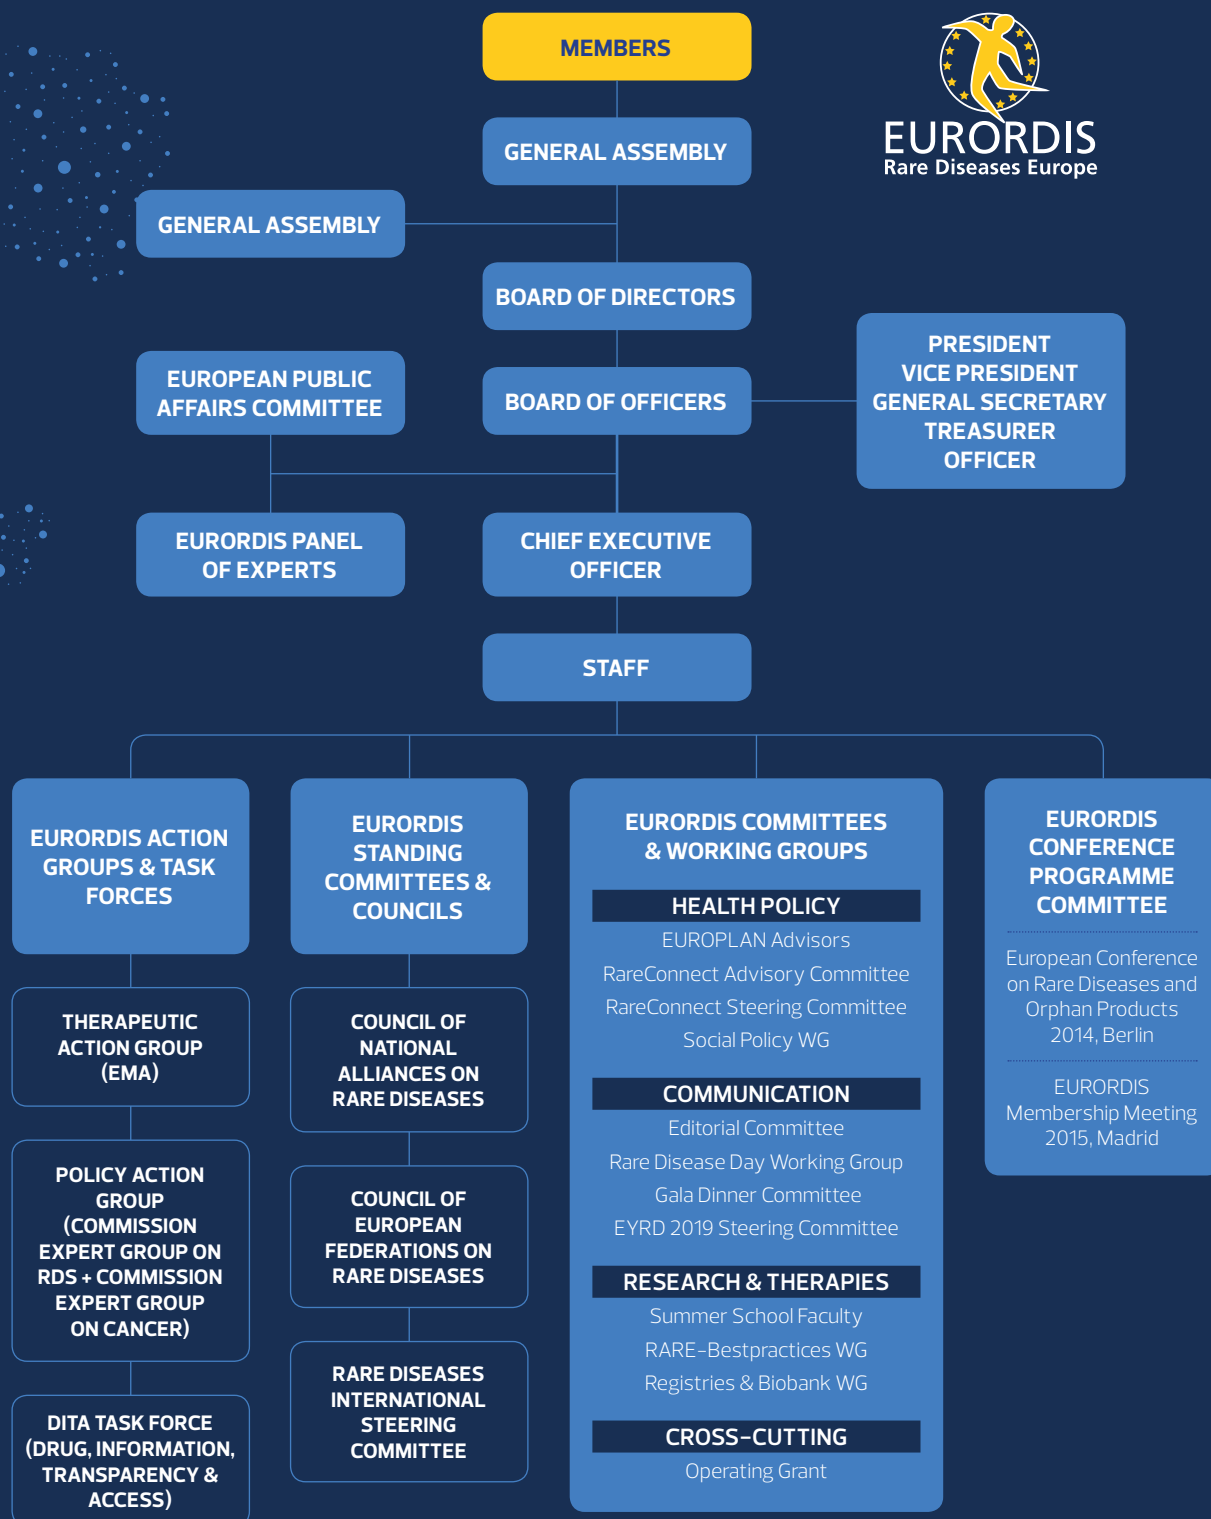 MEMBERS
EURORDIS
Rare Diseases Europe
GENERAL ASSEMBLY
GENERAL ASSEMBLY
BOARD OF DIRECTORS
EUROPEAN PUBLIC
AFFAIRS COMMITTEE
BOARD OF OFFICERS
PRESIDENT
VICE PRESIDENT
GENERAL SECRETARY
TREASURER
OFFICER
EURORDIS PANEL
OF EXPERTS
CHIEF EXECUTIVE
OFFICER
STAFF
EURORDIS ACTION
GROUPS & TASK
FORCES
THERAPEUTIC
ACTION GROUP
(EMA)
POLICY ACTION
GROUP
(COMMISSION
EXPERT GROUP ON
RDS + COMMISSION
EXPERT GROUP
ON CANCER)
DITA TASK FORCE
(DRUG, INFORMATION,
TRANSPARENCY &
ACCESS)
EURORDIS
STANDING
COMMITTEES &
COUNCILS
COUNCIL OF
NATIONAL
ALLIANCES ON
RARE DISEASES
COUNCIL OF
EUROPEAN
FEDERATIONS ON
RARE DISEASES
RARE DISEASES
INTERNATIONAL
STEERING
COMMITTEE
EURORDIS COMMITTEES
& WORKING GROUPS
HEALTH POLICY
EUROPLAN Advisors
RareConnect Advisory Committee
RareConnect Steering Committee
Social Policy WG
COMMUNICATION
Editorial Committee
Rare Disease Day Working Group
Gala Dinner Committee
EYRD 2019 Steering Committee
RESEARCH & THERAPIES
Summer School Faculty
RARE-Bestpractices WG
Registries & Biobank WG
CROSS-CUTTING
Operating Grant
EURORDIS
CONFERENCE
PROGRAMME
COMMITTEE
European Conference
on Rare Diseases and
Orphan Products
2014, Berlin
EURORDIS
Membership Meeting
2015, Madrid